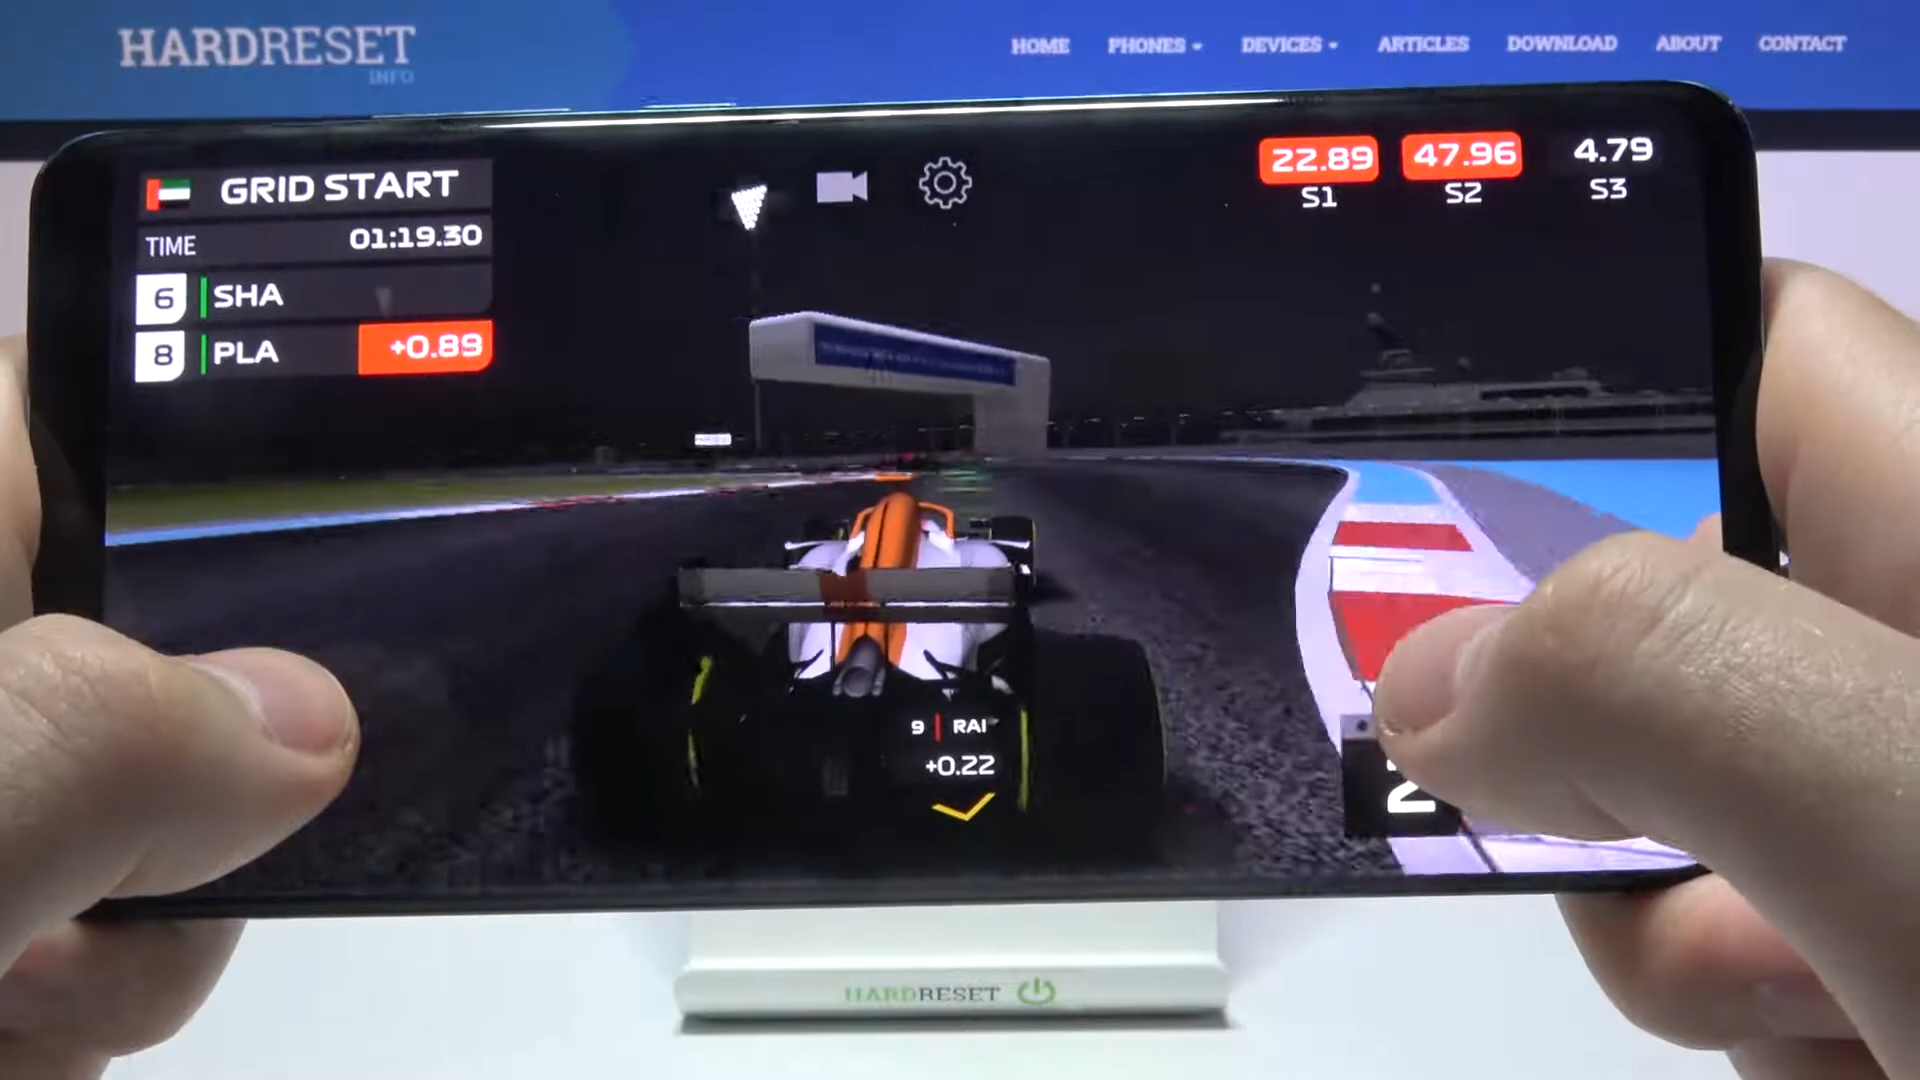 HARDRESET
INFO
HOME PHONES DEVICES ARTICLES DOWNLOAD ABOUT CONTACT
GRID START
TIME 01:19.30
6 SHA
8 PLA +0.89
22.89 47.96 4.79
S1 S2 S3
9 RAI
+0.22
HARDRESET